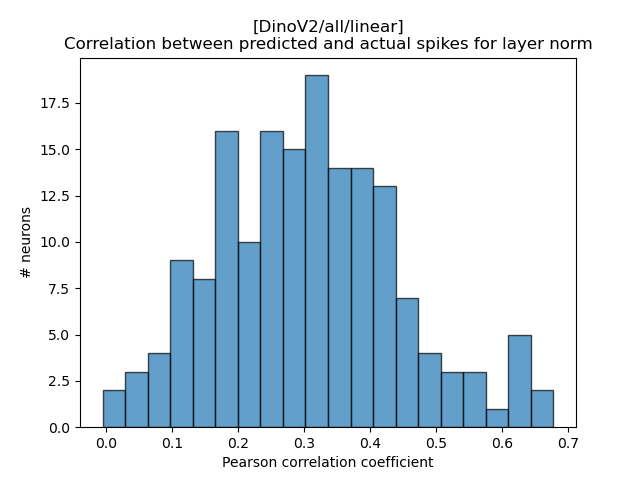 [DinoV2/all/linear]
Correlation between predicted and actual spikes for layer norm
17.5
15.0
12.5
10.0
7.5
5.0
2.5
0.0
# neurons
0.0 0.1 0.2 0.3 0.4 0.5 0.6 0.7
Pearson correlation coefficient